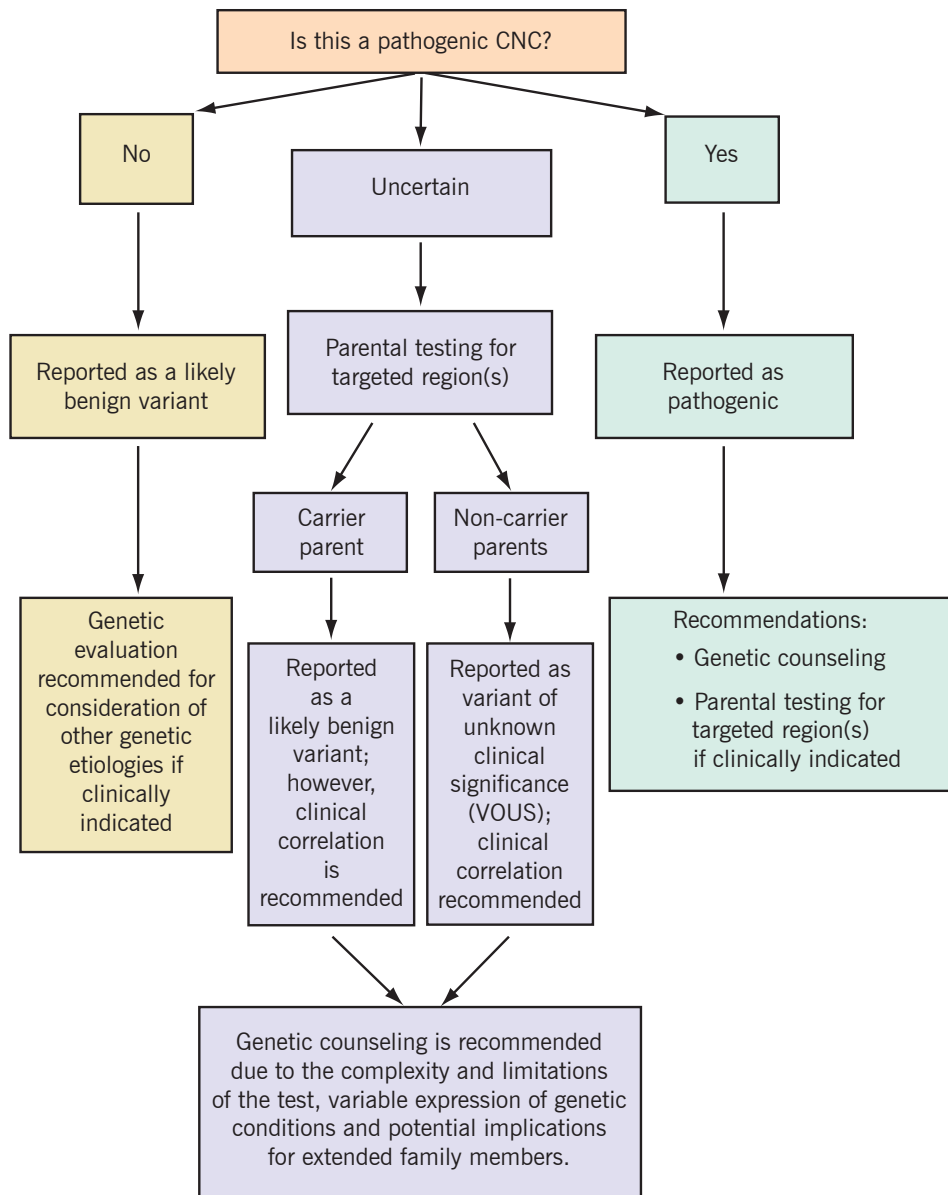 Is this a pathogenic CNC?
No
Uncertain
Yes
Reported as a likely
benign variant
Parental testing for
targeted region(s)
Reported as
pathogenic
Carrier
parent
Non-carrier
parents
Genetic
evaluation
recommended for
consideration of
other genetic
etiologies if
clinically
indicated
Reported
as a
likely benign
variant;
however,
clinical
correlation
is
recommended
Reported as
variant of
unknown
clinical
significance
(VOUS);
clinical
correlation
recommended
Recommendations:
• Genetic counseling
• Parental testing for
targeted region(s)
if clinically indicated
Genetic counseling is recommended
due to the complexity and limitations
of the test, variable expression of genetic
conditions and potential implications
for extended family members.